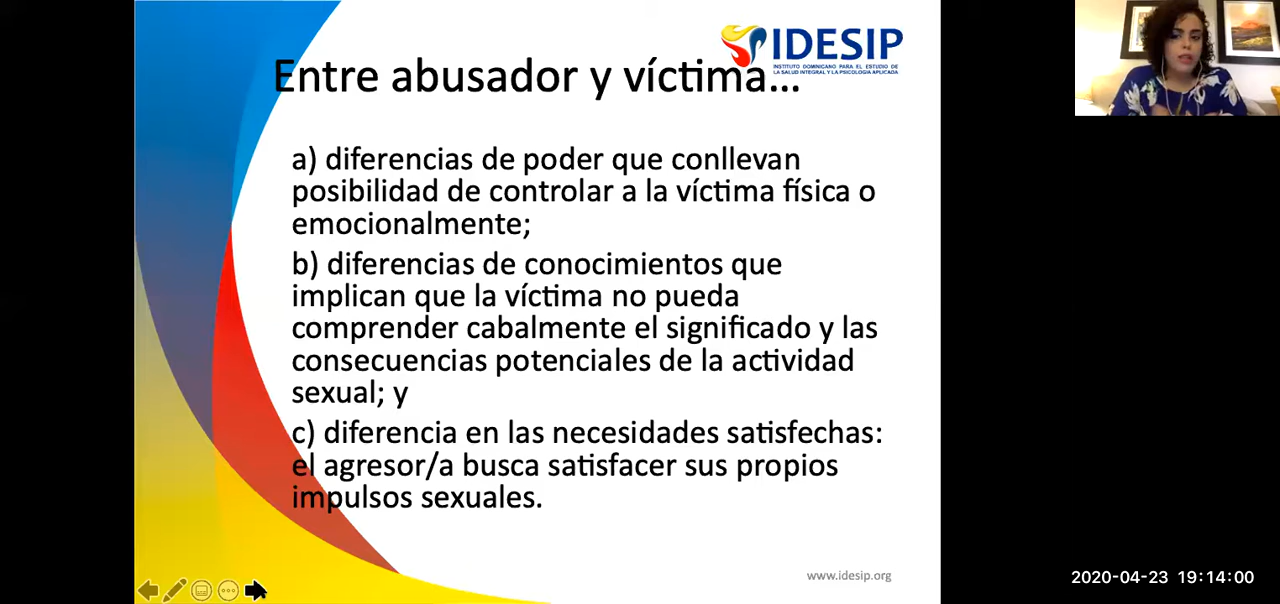 IDESIP
INSTITUTO DOMINICANO PARA EL ESTUDIO DE
LA SALUD INTEGRAL Y LA PSICOLOGIA APLICADA
Entre abusador y víctima...
a) diferencias de poder que conllevan
posibilidad de controlar a la víctima física o
emocionalmente;
b) diferencias de conocimientos que
implican que la víctima no pueda
comprender cabalmente el significado y las
consecuencias potenciales de la actividad
sexual; y
c) diferencia en las necesidades satisfechas:
el agresor/a busca satisfacer sus propios
impulsos sexuales.
www.idesip.org
2020-04-23 19:14:00